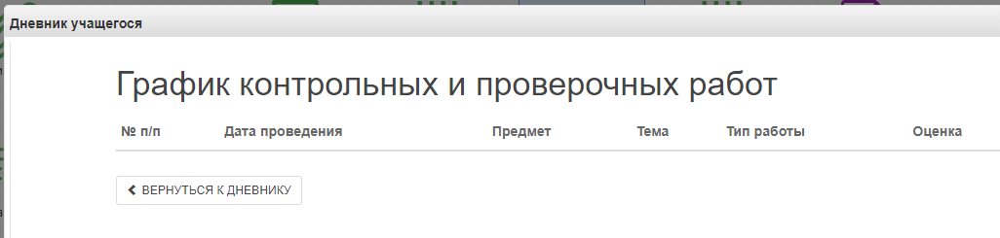 Дневник учащегося
График контрольных и проверочных работ
№ п/п Дата проведения Предмет Тема Тип работы Оценка
ВЕРНУТЬСЯ К ДНЕВНИКУ